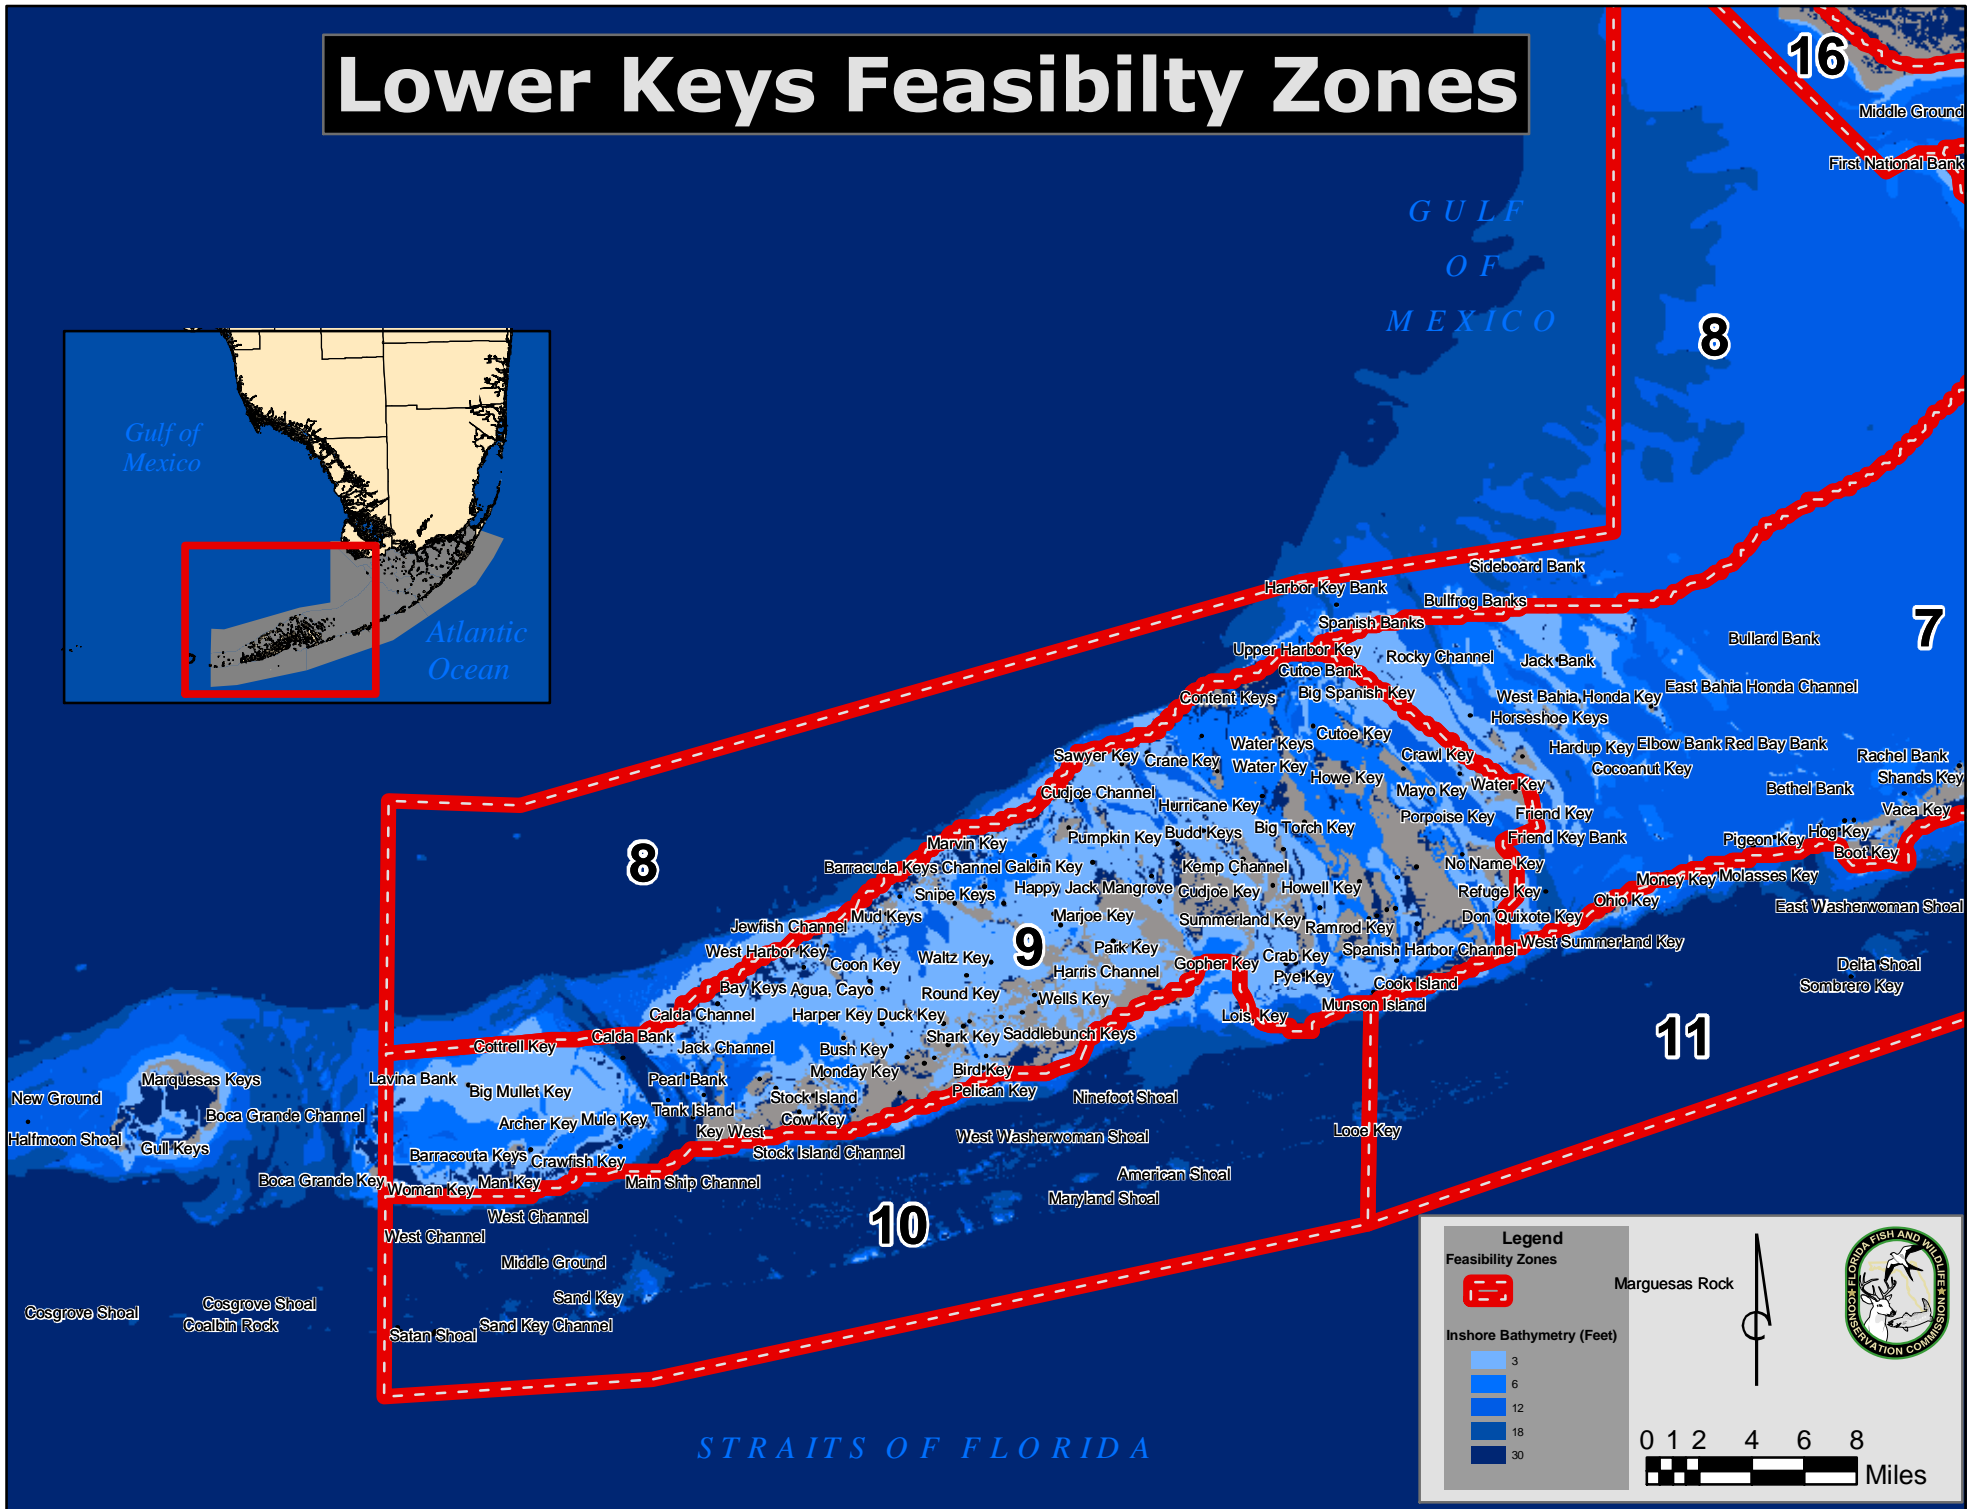 Lower Keys Feasibilty Zones
16
Middle Ground
First National Bank
GULF
OF
MEXICO
8
Gulf of
Mexico
Atlantic
Ocean
Sideboard Bank
Harbor Key Bank
Bullfrog Banks
Spanish Banks
7
Bullard Bank
Upper Harbor Key
Rocky Channel
Jack Bank
Cutoe Bank
East Bahia Honda Channel
Content Keys
Big Spanish Key
West Bahia Honda Key
Horseshoe Keys
Cutoe Key
Water Keys
Hardup Key
Elbow Bank
Red Bay Bank
Sawyer Key
Crane Key
Crawl Key
Rachel Bank
Water Key
Cocoanut Key
Howe Key
Shands Key
Water Key
Cudjoe Channel
Mayo Key
Bethel Bank
Hurricane Key
Porpoise Key
Friend Key
Vaca Key
Big Torch Key
Budd Keys
Pumpkin Key
Hog Key
Friend Key Bank
Pigeon Key
Marvin Key
Boot Key
8
Barracuda Keys Channel
Galdin Key
Kemp Channel
No Name Key
Money Key
Molasses Key
Snipe Keys
Happy Jack Mangrove
Cudjoe Key
Howell Key
Refuge Key
Ohio Key
East Washerwoman Shoal
Mud Keys
Marjoe Key
Summerland Key
Ramrod Key
Don Quixote Key
Jewfish Channel
9
West Summerland Key
West Harbor Key
Park Key
Spanish Harbor Channel
Waltz Key
Crab Key
Coon Key
Gopher Key
Delta Shoal
Harris Channel
Pye Key
Cook Island
Sombrero Key
Bay Keys
Agua, Cayo
Round Key
Wells Key
Munson Island
Calda Channel
Harper Key
Duck Key
Lois, Key
11
Calda Bank
Shark Key
Saddlebunch Keys
Cottrell Key
Jack Channel
Bush Key
Marquesas Keys
Lavina Bank
Pearl Bank
Monday Key
Bird Key
Big Mullet Key
Pelican Key
New Ground
Stock Island
Ninefoot Shoal
Boca Grande Channel
Archer Key
Mule Key
Tank Island
Cow Key
Halfmoon Shoal
Key West
Looe Key
Gull Keys
West Washerwoman Shoal
Barracouta Keys
Crawfish Key
Stock Island Channel
American Shoal
Boca Grande Key
Woman Key
Man Key
Main Ship Channel
Maryland Shoal
West Channel
10
West Channel
Middle Ground
Sand Key
Cosgrove Shoal
Cosgrove Shoal
Coalbin Rock
Sand Key Channel
Satan Shoal
STRAITS OF FLORIDA
Legend
Feasibility Zones
Marguesas Rock
Inshore Bathymetry (Feet)
3
6
12
18
30
FLORIDA FISH AND WILDLIFE
CONSERVATION COMMISSION
0 1 2 4 6 8
Miles